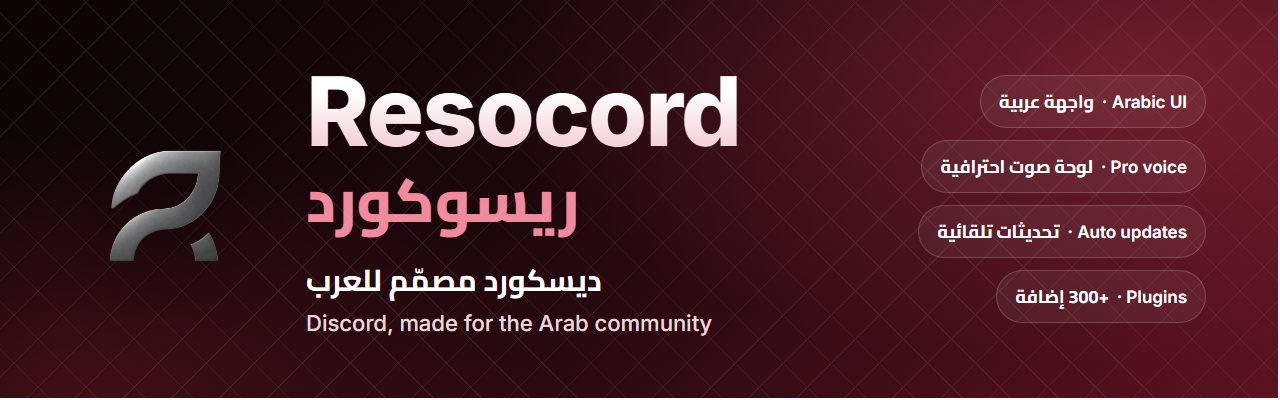 Resocord
ريسوكورد
ديسكورد مصمّم للعرب
Discord, made for the Arab community
واجهة عربية · Arabic UI
لوحة صوت احترافية · Pro voice
تحديثات تلقائية · Auto updates
+300 إضافة · Plugins